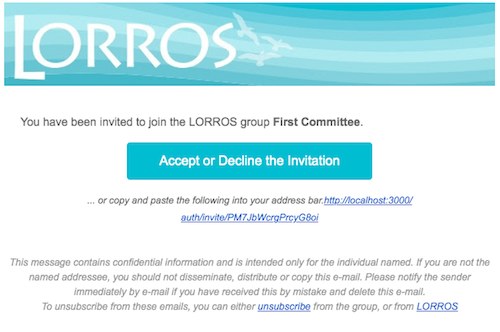 LORROS
You have been invited to join the LORROS group First Committee.
Accept or Decline the Invitation
... or copy and paste the following into your address bar.http://localhost:3000/
auth/invite/PM7JbWcrgPrcyG8oi
This message contains confidential information and is intended only for the individual named. If you are not the
named addressee, you should not disseminate, distribute or copy this e-mail. Please notify the sender
immediately by e-mail if you have received this by mistake and delete this e-mail.
To unsubscribe from these emails, you can either unsubscribe from the group, or from LORROS